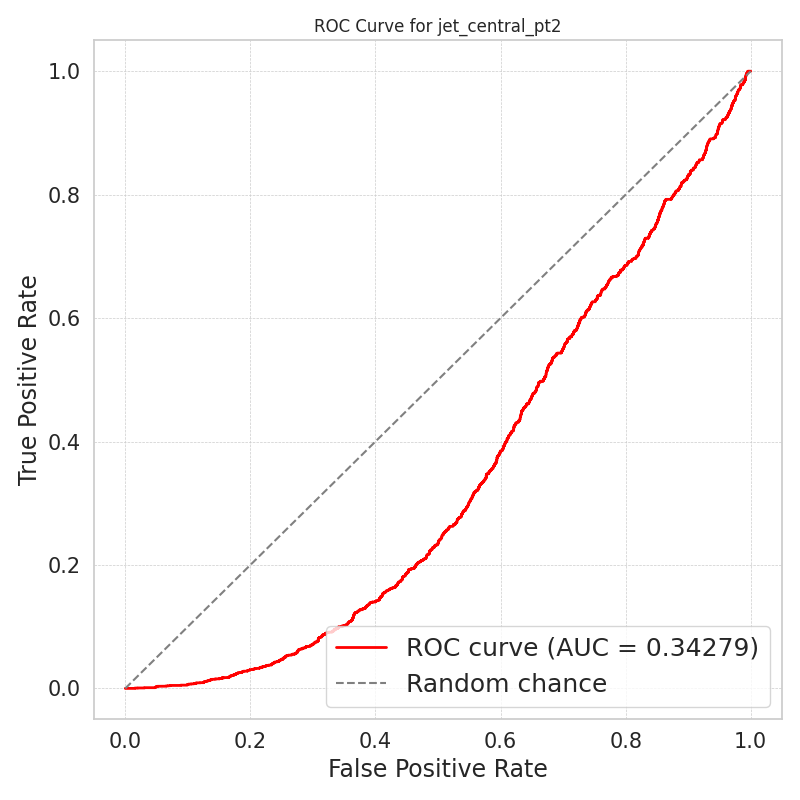 ROC Curve for jet_central_pt2
1.0
0.8
0.6
0.4
0.2
0.0
True Positive Rate
ROC curve (AUC = 0.34279)
Random chance
0.0 0.2 0.4 0.6 0.8 1.0
False Positive Rate